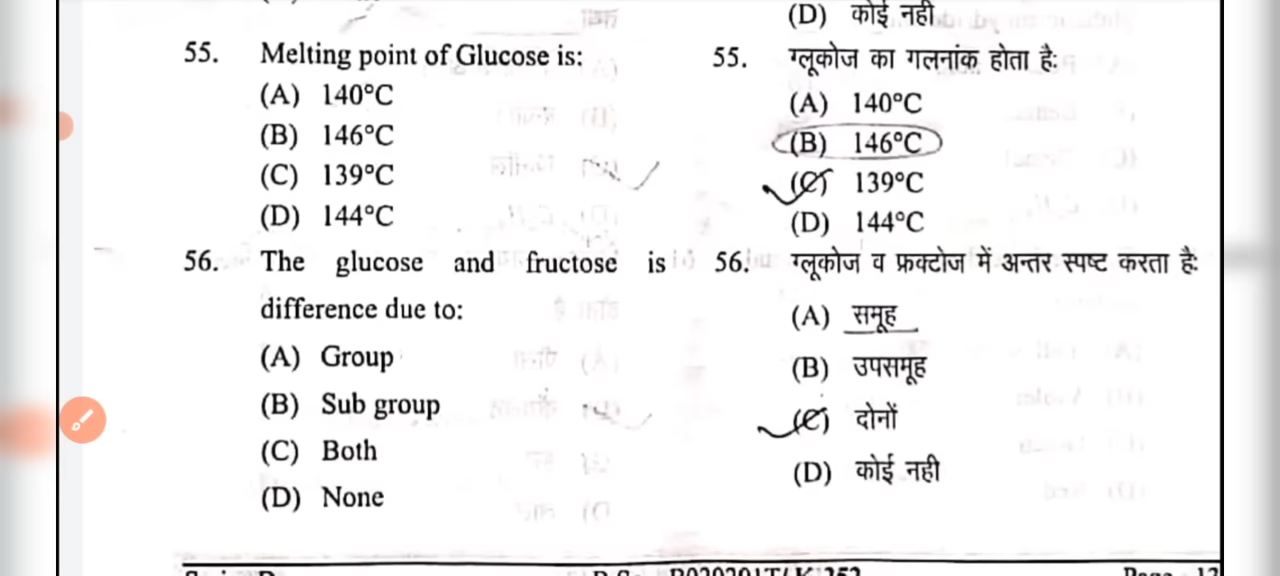 (D) कोई नही
55. Melting point of Glucose is:
(A) 140°C
(B) 146°C
(C) 139°C
(D) 144°C
56. The glucose and fructose is
difference due to:
(A) Group
(B) Sub group
(C) Both
(D) None
55. ग्लूकोज का गलनांक होता है:
(A) 140°C
(B) 146°C
(C) 139°C
(D) 144°C
56. ग्लूकोज व फ्रक्टोज में अन्तर स्पष्ट करता है:
(A) समूह
(B) उपसमूह
(C) दोनों
(D) कोई नही